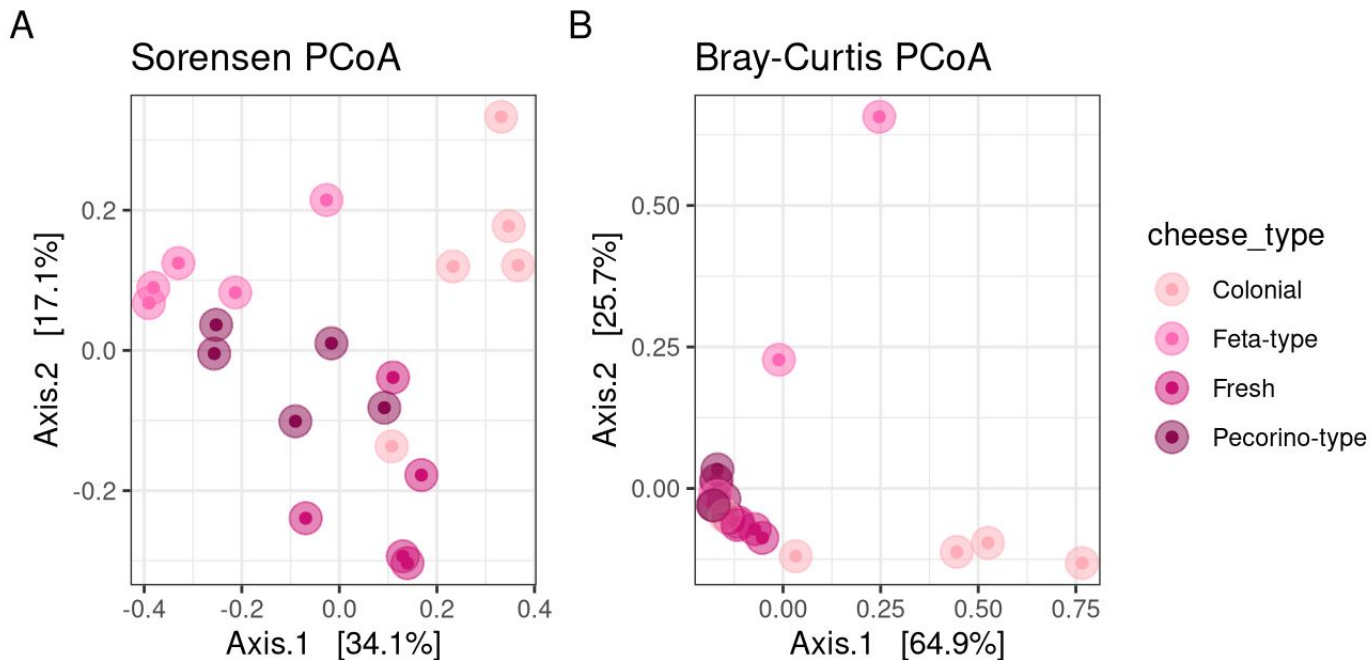 A
Sorensen PCoA
0.2
0.0
-0.2
Axis.2 [17.1%]
-0.4 -0.2 0.0 0.2 0.4
Axis.1 [34.1%]
B
Bray-Curtis PCoA
0.50
0.25
0.00
Axis.2 [25.7%]
0.00 0.25 0.50 0.75
Axis.1 [64.9%]
cheese_type
Colonial
Feta-type
Fresh
Pecorino-type